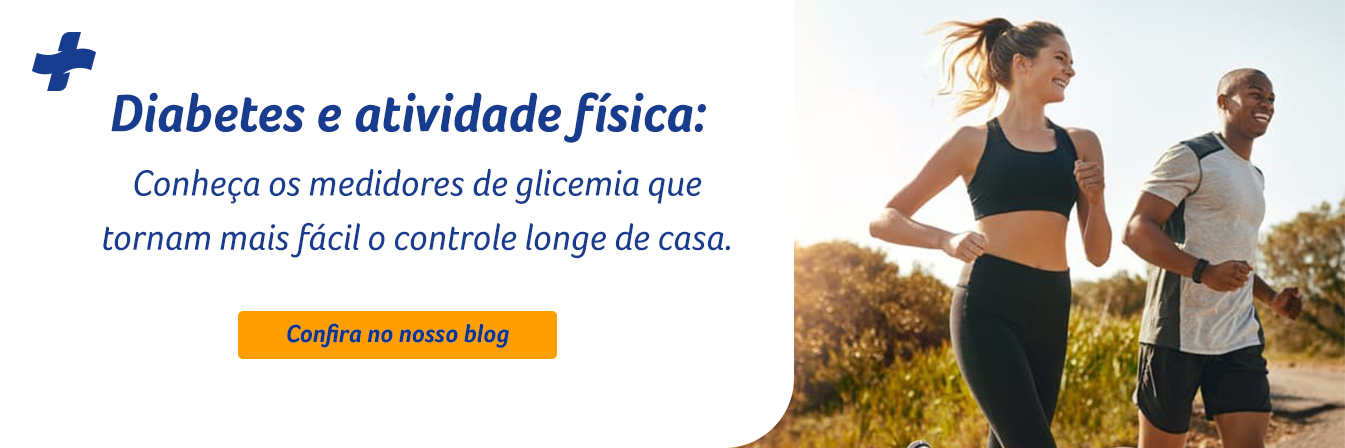 Diabetes e atividade física:
Conheça os medidores de glicemia que
tornam mais fácil o controle longe de casa.
Confira no nosso blog